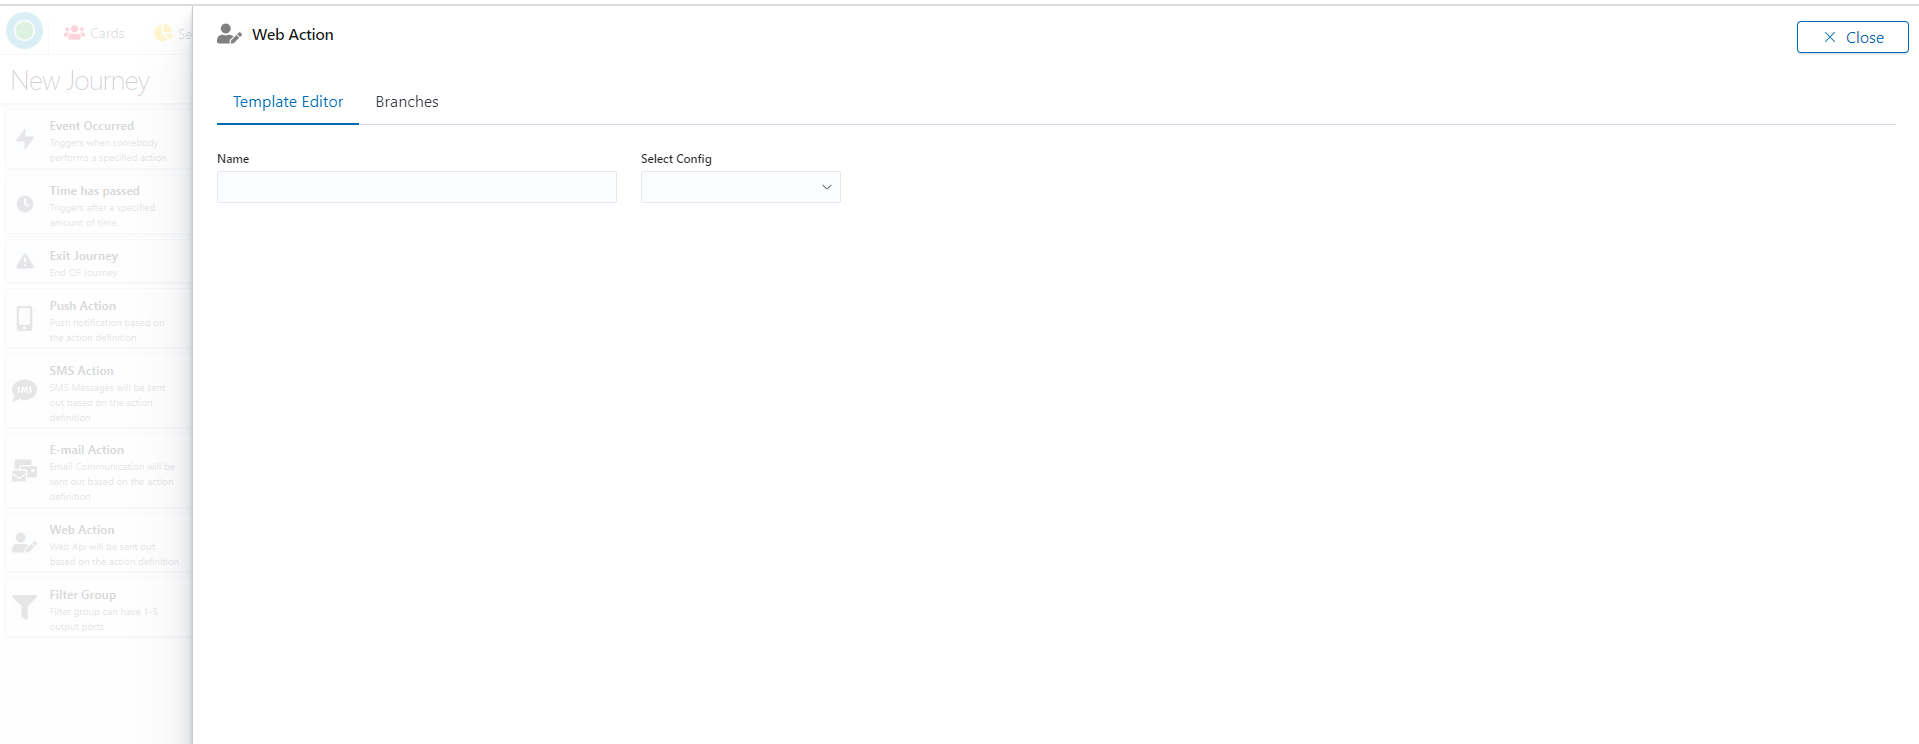 Cards
Se
New Journey
Event Occurred
Triggers when somebody
performs a specified action
Time has passed
Triggers after a specified
amount of time
Exit Journey
End OF Journey
Push Action
Push notification based on
the action definition
SMS Action
SMS
SMS Messages will be sent
out based on the action
definition
E-mail Action
Email Communication will be
sent out based on the action
definition
Web Action
Web Api will be sent out
based on the action definition
Filter Group
Filter group can have 1-5
output ports
Web Action
Close
Template Editor
Branches
Name
Select Config